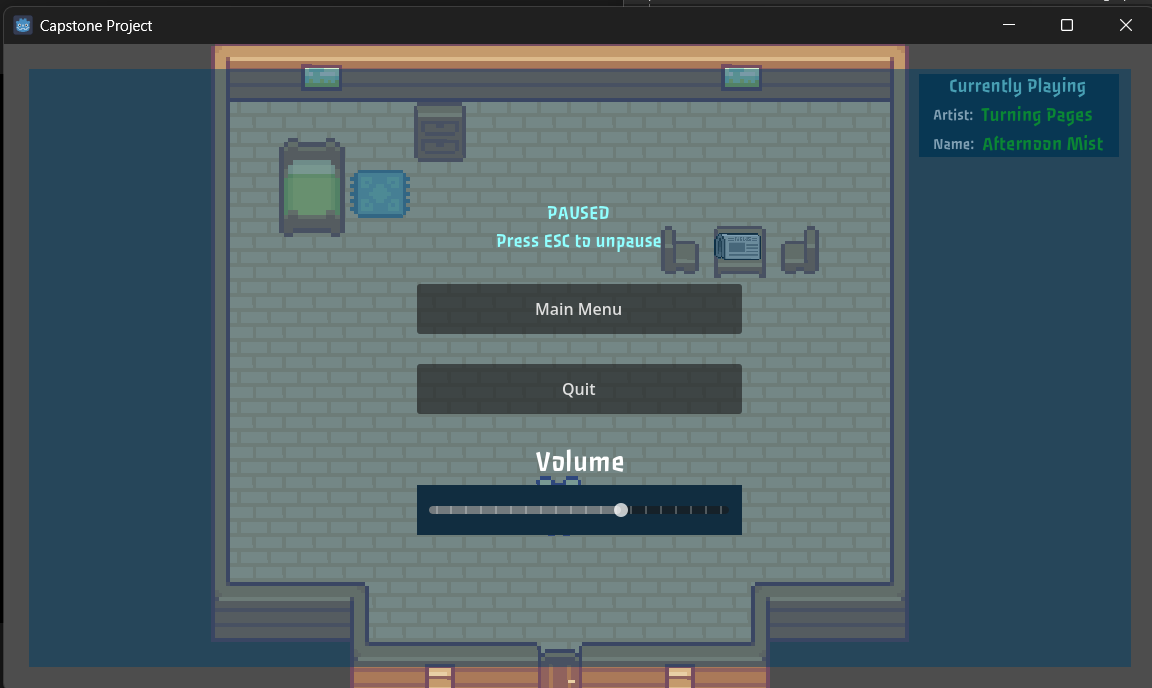 Capstone Project
Currently Playing
Artist: Turning Pages
Name: Afternoon Mist
PAUSED
Press ESC to unpause
Main Menu
Quit
Volume